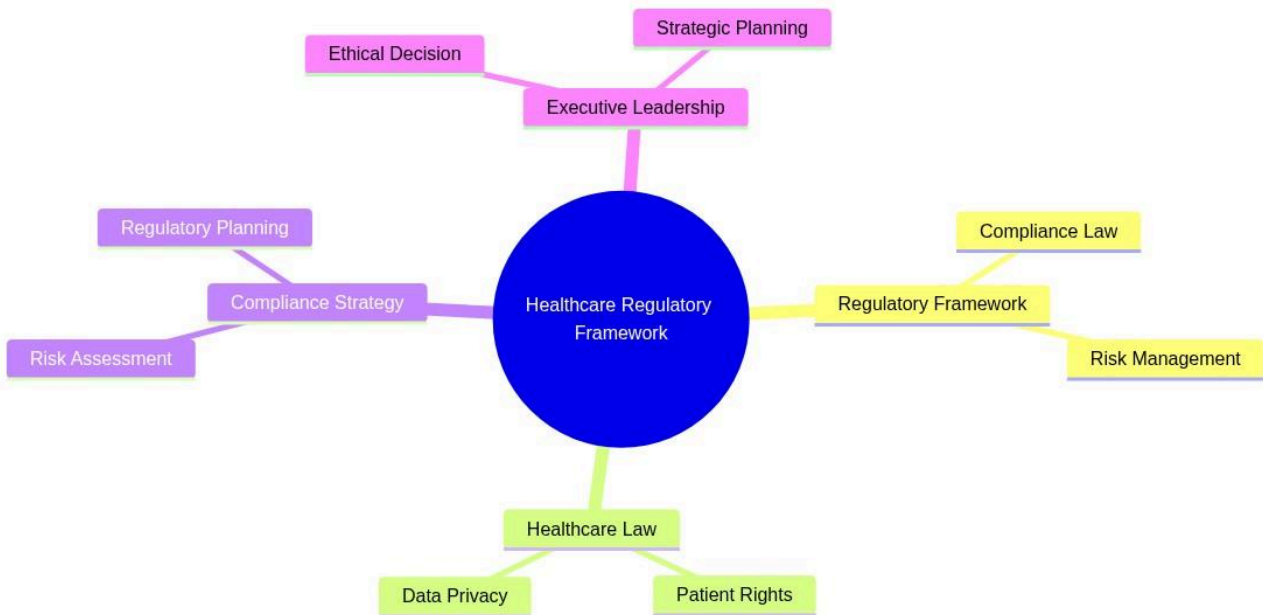 Strategic Planning
Ethical Decision
Executive Leadership
Regulatory Planning
Compliance Law
Compliance Strategy
Healthcare Regulatory
Framework
Regulatory Framework
Risk Assessment
Risk Management
Healthcare Law
Data Privacy
Patient Rights